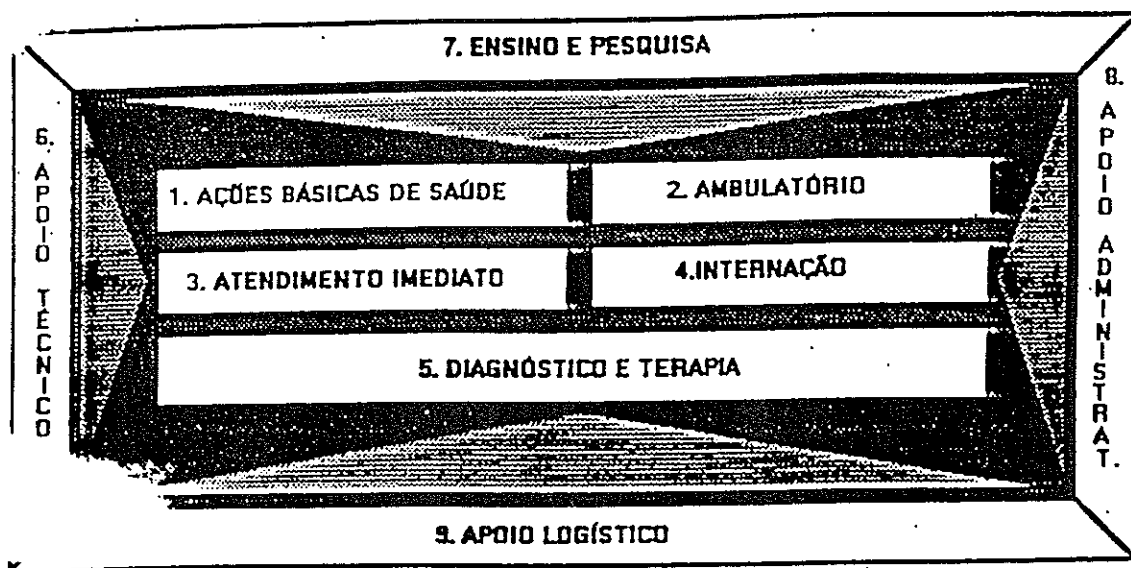 7. ENSINO E PESQUISA
6. APOIO TÉCNICO
1. AÇÕES BÁSICAS DE SAÚDE
2. AMBULATÓRIO
3. ATENDIMENTO IMEDIATO
4.INTERNAÇÃO
5. DIAGNÓSTICO E TERAPIA
8. APOIO ADMINISTRAT.
9. APOIO LOGÍSTICO